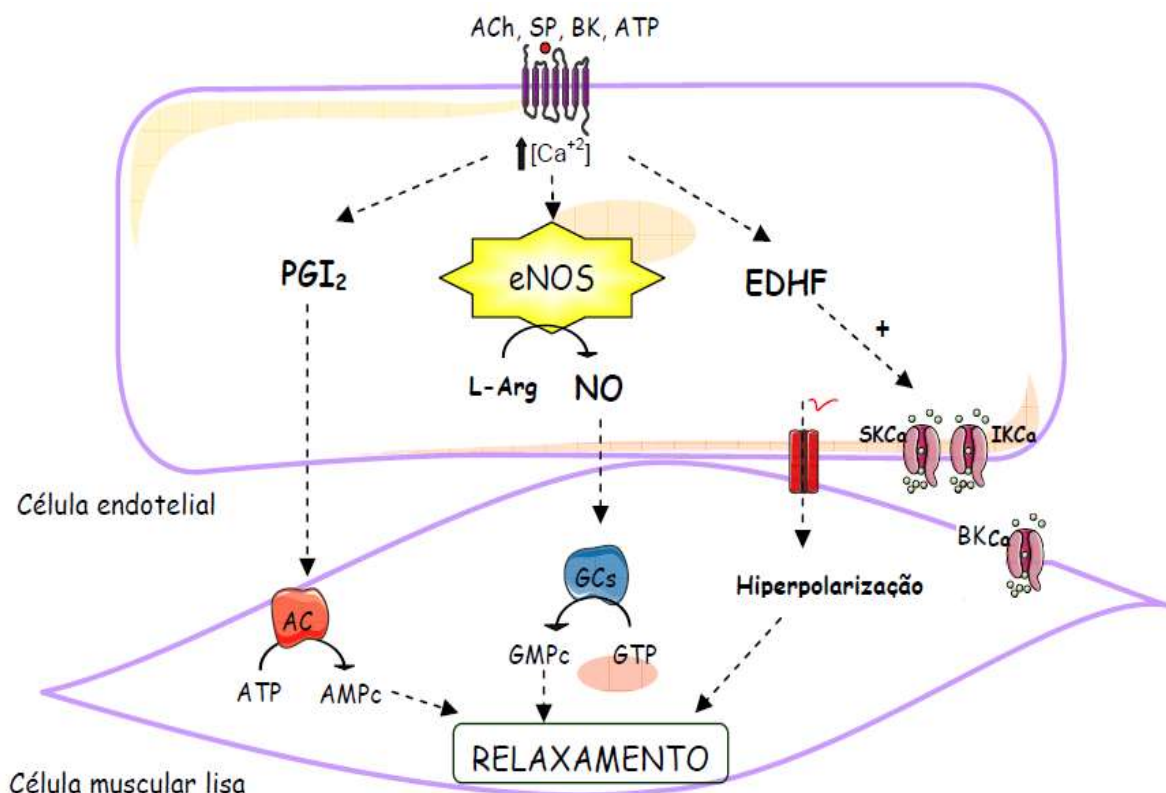 ACh, SP, BK, ATP
[Ca⁺²]
PGI₂
eNOS
EDHF
+
L-Arg NO
SKCa IKCa
Célula endotelial
BKCa
GCs
Hiperpolarização
AC
GMPc GTP
ATP AMPc
RELAXAMENTO
Célula muscular lisa